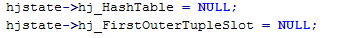 hjstate->hj_HashTable = NULL;
hjstate->hj_FirstOuterTupleSlot = NULL;